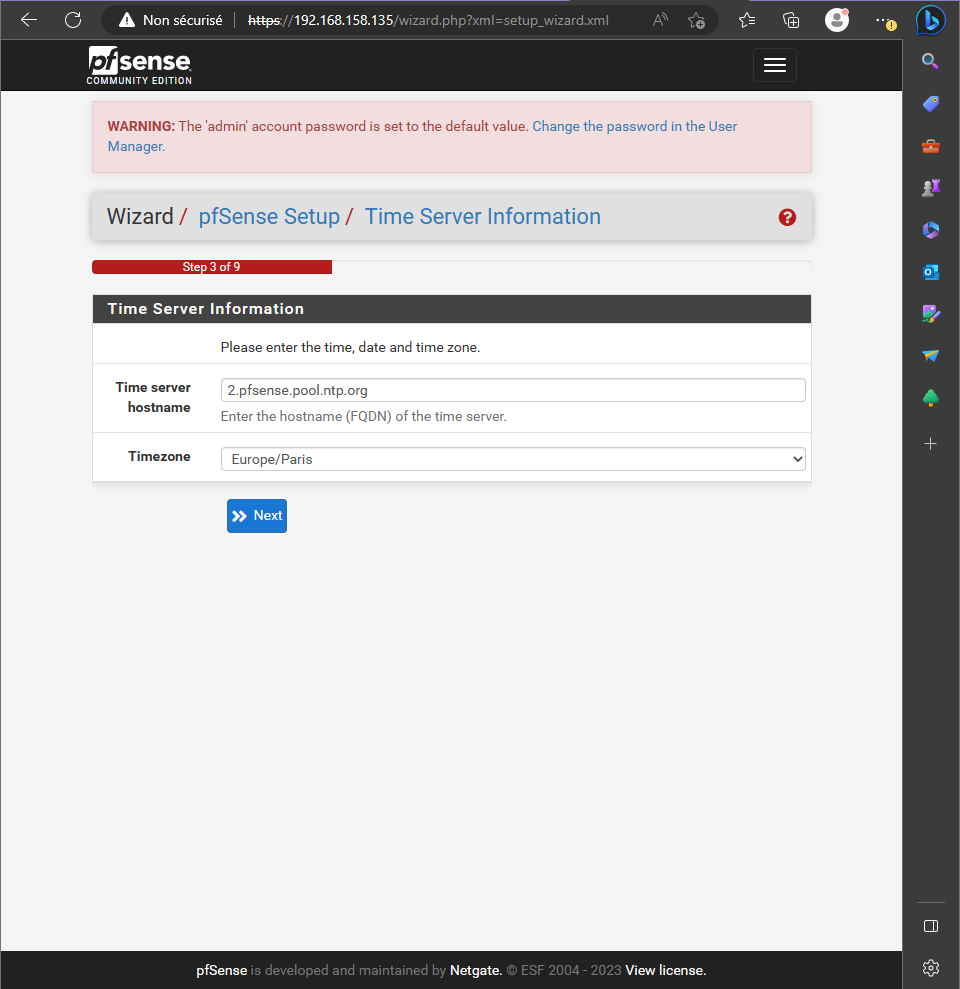 Non sécurisé https://192.168.158.135/wizard.php?xml=setup_wizard.xml
pfsense
COMMUNITY EDITION
WARNING: The 'admin' account password is set to the default value. Change the password in the User
Manager.
Wizard / pfSense Setup / Time Server Information
Step 3 of 9
Time Server Information
Please enter the time, date and time zone.
Time server
hostname
2.pfsense.pool.ntp.org
Enter the hostname (FQDN) of the time server.
Timezone
Europe/Paris
Next
pfSense is developed and maintained by Netgate. © ESF 2004 - 2023 View license.